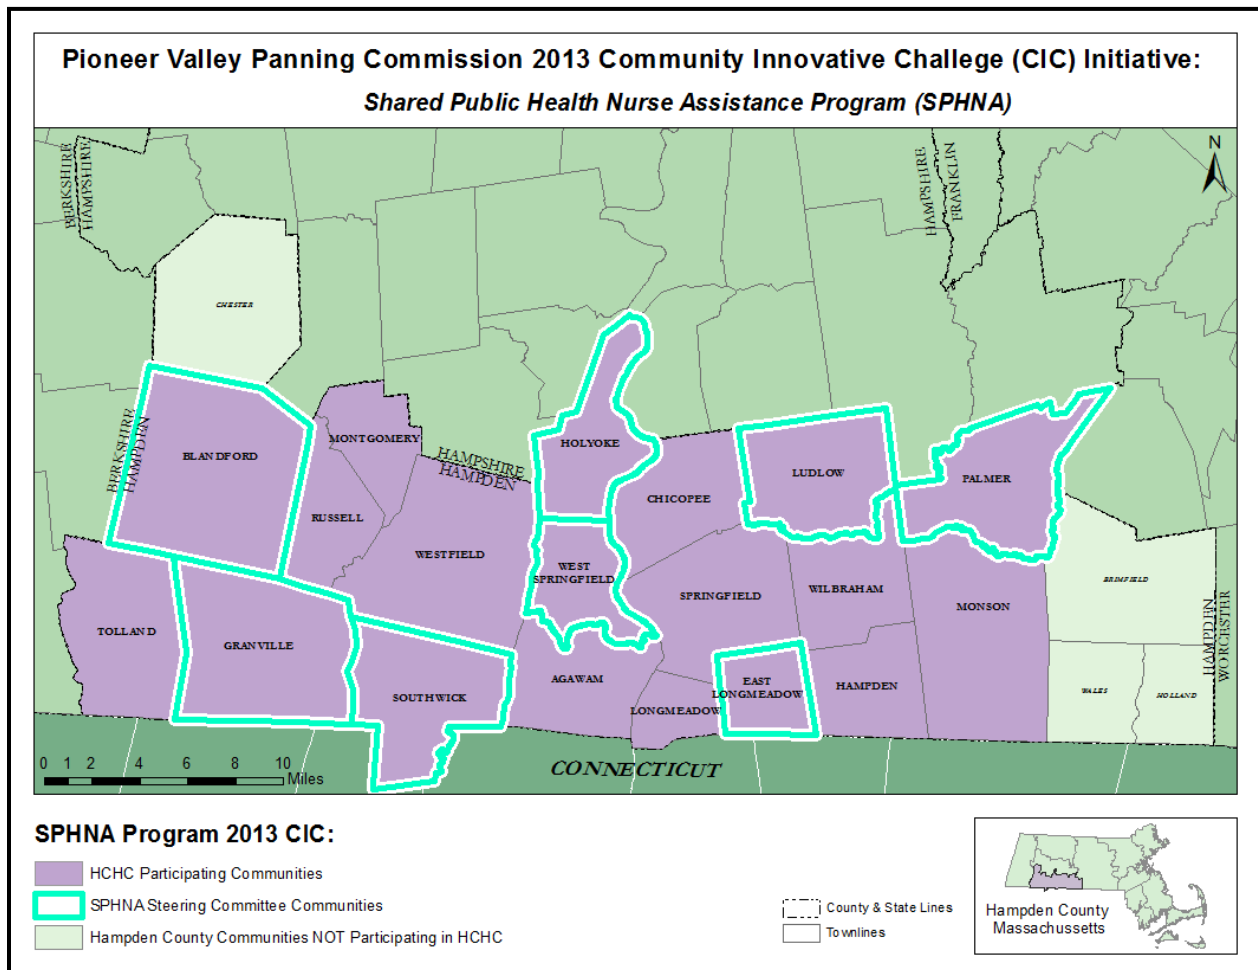 Pioneer Valley Panning Commission 2013 Community Innovative Challege (CIC) Initiative:
Shared Public Health Nurse Assistance Program (SPHNA)
BERKSHIRE
HAMPSHIRE
HAMPSHIRE
FRANKLIN
N
CHESTER
BERKSHIRE
HAMPDEN
BLANDFORD
MONTGOMERY
HAMPSHIRE
HAMPDEN
HOLYOKE
LUDLOW
PALMER
CHICOPEE
RUSSELL
WESTFIELD
WEST
SPRINGFIELD
SPRINGFIELD
WILBRAHAM
MONSON
BRIMFIELD
HAMPDEN
WORCESTER
TOLLAND
GRANVILLE
SOUTHWICK
AGAWAM
LONGMEADOW
EAST
LONGMEADOW
HAMPDEN
WALES
HOLLAND
CONNECTICUT
0 1 2 4 6 8 10
Miles
SPHNA Program 2013 CIC:
HCHC Participating Communities
SPHNA Steering Committee Communities
Hampden County Communities NOT Participating in HCHC
County & State Lines
Townlines
Hampden County
Massachussetts